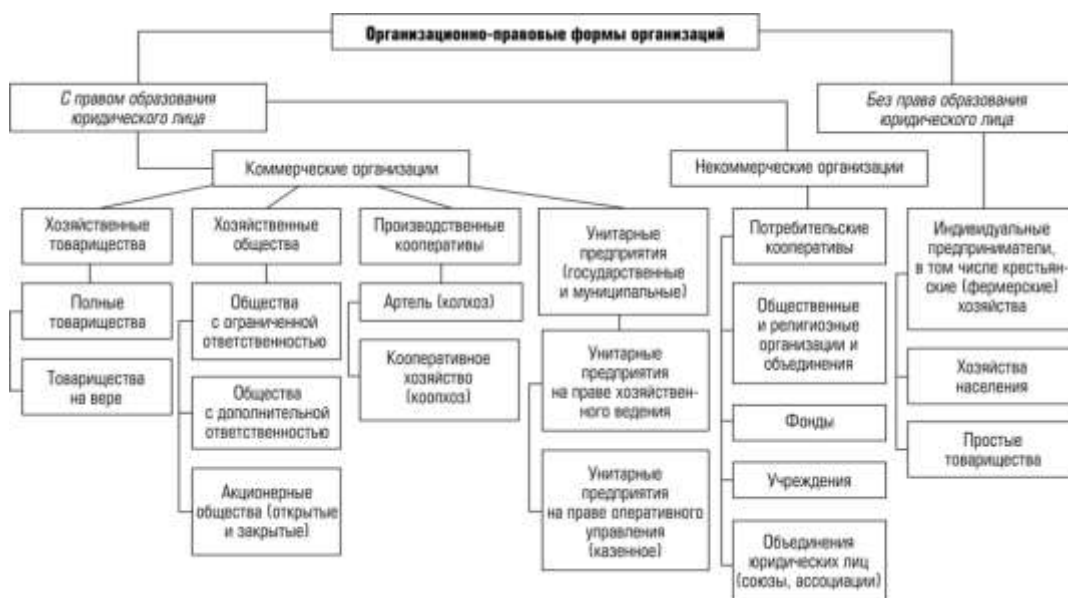 Организационно-правовые формы организаций
С правом образования
юридического лица
Без права образования
юридического лица
Коммерческие организации
Некоммерческие организации
Хозяйственные
товарищества
Хозяйственные
общества
Производственные
кооперативы
Унитарные
предприятия
(государственные
и муниципальные)
Потребительские
кооперативы
Индивидуальные
предприниматели,
в том числе крестьян-
ские (фермерские)
хозяйства
Полные
товарищества
Общества
с ограниченной
ответственностью
Артель (колхоз)
Общественные
и религиозные
организации и
объединения
Товарищества
на вере
Общества
с дополнительной
ответственностью
Кооперативное
хозяйство
(коопхоз)
Унитарные
предприятия
на праве хозяйствен-
ного ведения
Хозяйства
населения
Фонды
Простые
товарищества
Акционерные
общества (открытые
и закрытые)
Унитарные
предприятия
на праве оперативного
управления
(казенное)
Учреждения
Объединения
юридических лиц
(союзы, ассоциации)